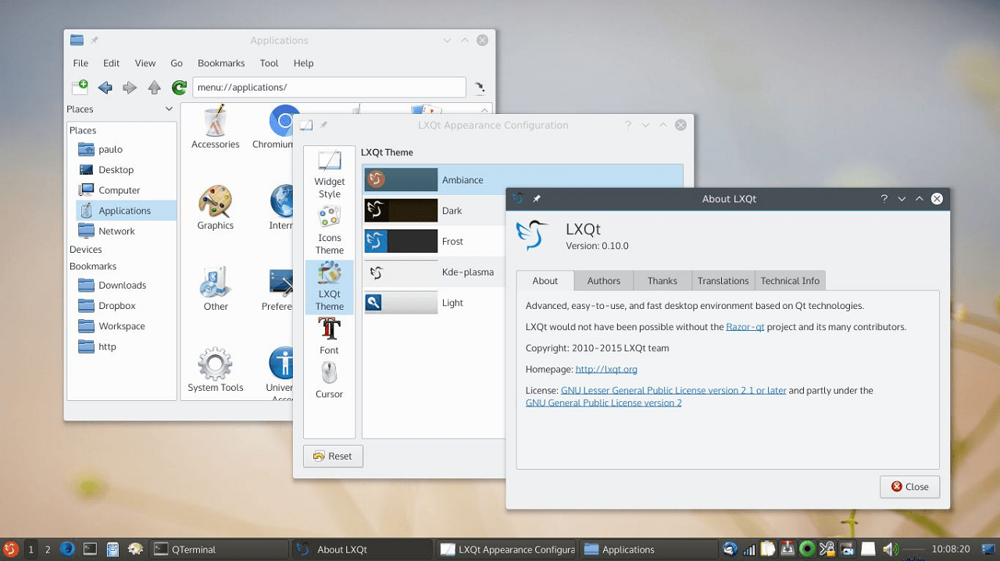 Applications
File Edit View Go Bookmarks Tool Help
menu://applications/
Places
Places
paulo
Desktop
Computer
Applications
Network
Devices
Bookmarks
Downloads
Dropbox
Workspace
http
Accessories
Graphics
Other
Preferen
System Tools
LXQt Appearance Configuration
?
Widget
Style
Icons
Theme
LXQt
Theme
Font
Cursor
LXQt Theme
Ambiance
Dark
Frost
Kde-plasma
Light
Reset
About LXQt
?
LXQt
Version: 0.10.0
About Authors Thanks Translations Technical Info
Advanced, easy-to-use, and fast desktop environment based on Qt technologies.
LXQt would not have been possible without the Razor-qt project and its many contributors.
Copyright: 2010-2015 LXQt team
Homepage: http://lxqt.org
License: GNU Lesser General Public License version 2.1 or later and partly under the
GNU General Public License version 2
Close
1 2 QTerminal About LXQt LXQt Appearance Configura Applications 10:08:20